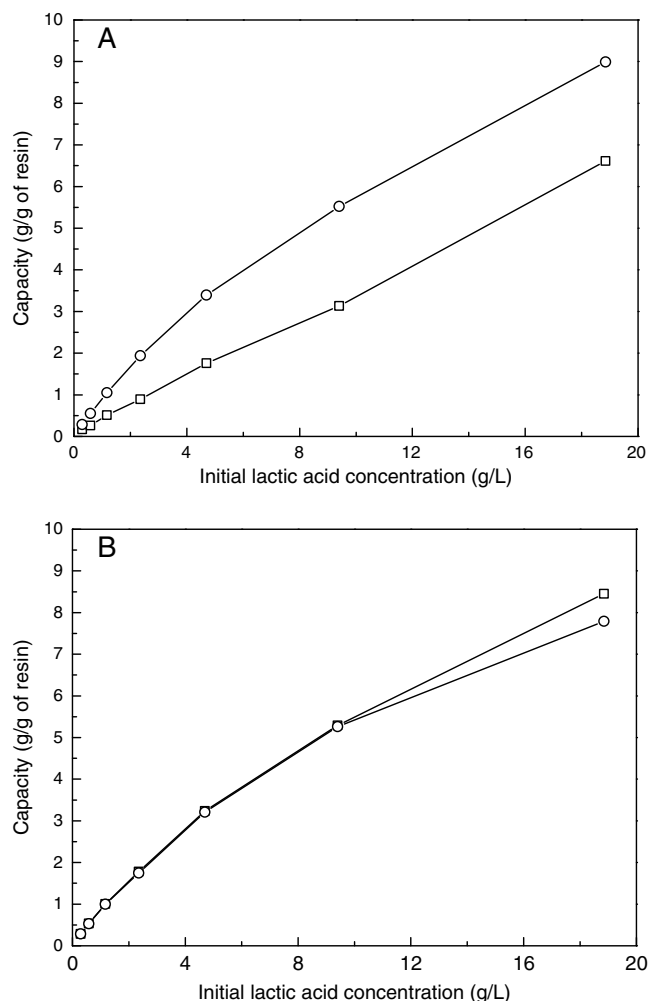 A
10
9
8
7
6
5
4
3
2
1
0
Capacity (g/g of resin)
0 4 8 12 16 20
Initial lactic acid concentration (g/L)
B
10
9
8
7
6
5
4
3
2
1
0
Capacity (g/g of resin)
0 4 8 12 16 20
Initial lactic acid concentration (g/L)